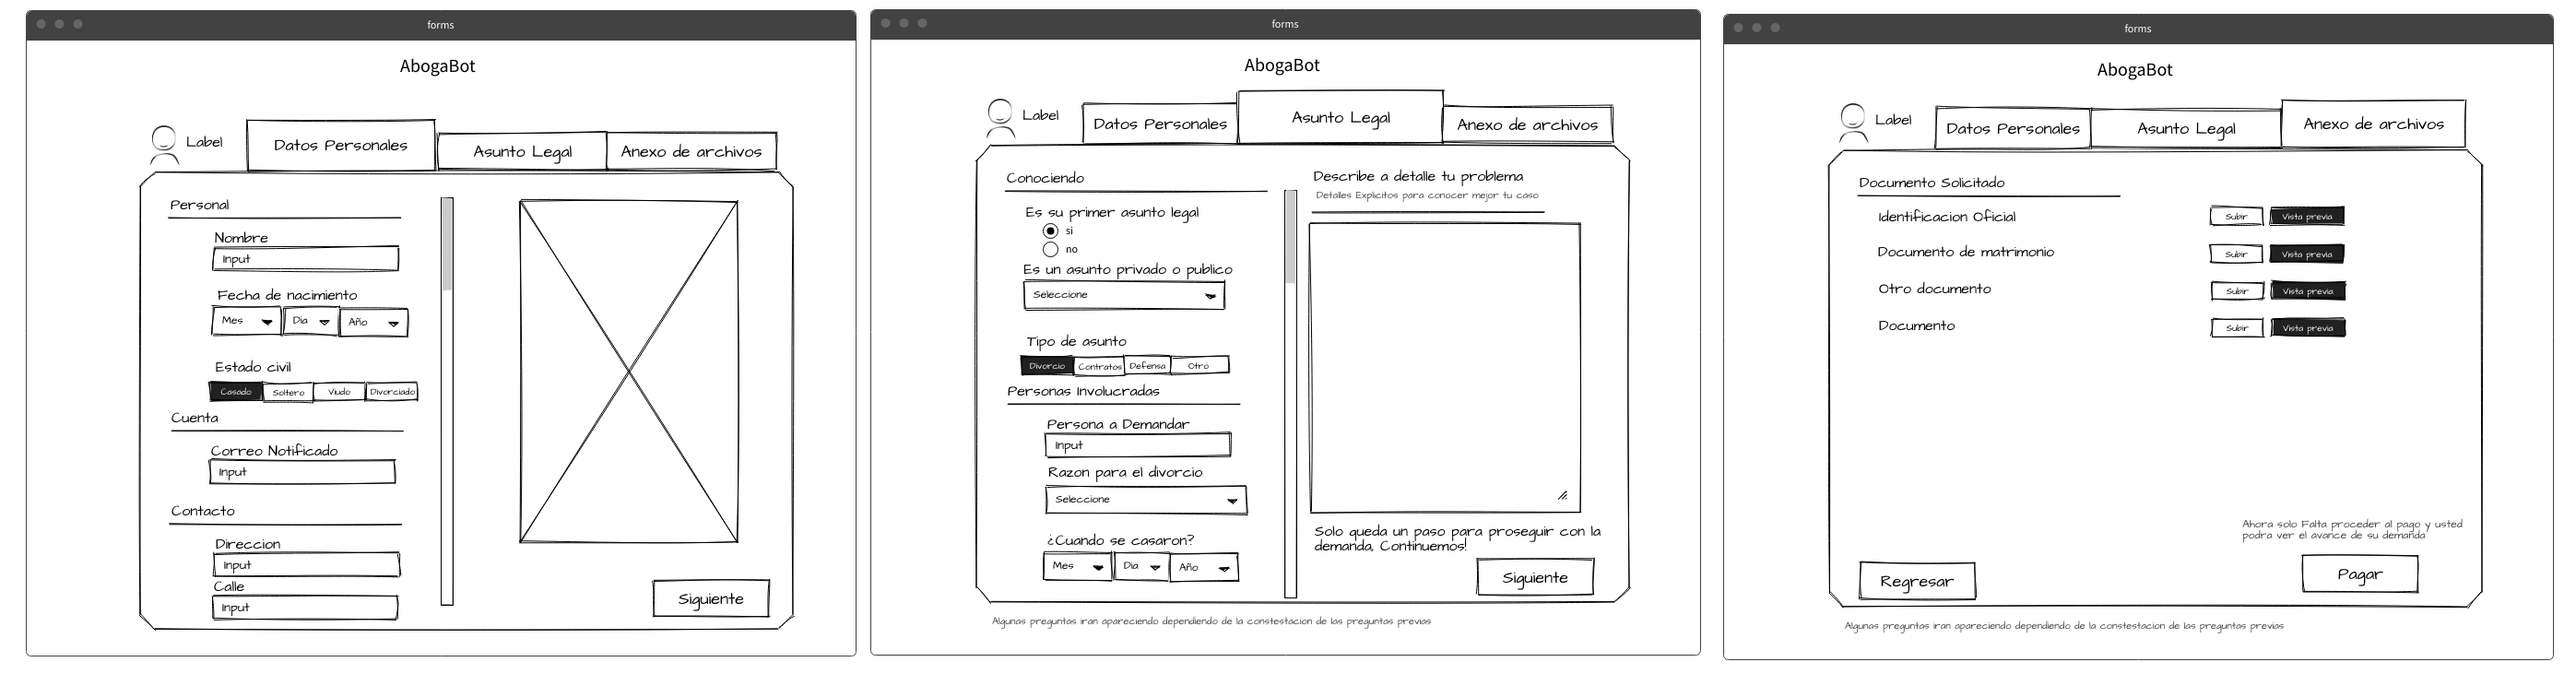 forms
AbogaBot
Label
Datos Personales
Asunto Legal
Anexo de archivos
Personal
Nombre
Input
Fecha de nacimiento
Mes Dia Año
Estado civil
Casado Soltero Viudo Divorciado
Cuenta
Correo Notificado
Input
Contacto
Direccion
Input
Calle
Input
Siguiente
forms
AbogaBot
Label
Datos Personales
Asunto Legal
Anexo de archivos
Conociendo
Es su primer asunto legal
si
no
Es un asunto privado o publico
Seleccione
Tipo de asunto
Divorcio Contratos Defensa Otro
Personas Involucradas
Persona a Demandar
Input
Razon para el divorcio
Seleccione
¿Cuando se casaron?
Mes Dia Año
Describe a detalle tu problema
Detalles Explicitos para conocer mejor tu caso
Solo queda un paso para proseguir con la
demanda, Continuemos!
Siguiente
Algunas preguntas iran apareciendo dependiendo de la constestacion de las preguntas previas
forms
AbogaBot
Label
Datos Personales
Asunto Legal
Anexo de archivos
Documento Solicitado
Identificacion Oficial Subir Vista previa
Documento de matrimonio Subir Vista previa
Otro documento Subir Vista previa
Documento Subir Vista previa
Ahora solo Falta proceder al pago y usted
podra ver el avance de su demanda
Regresar
Pagar
Algunas preguntas iran apareciendo dependiendo de la constestacion de las preguntas previas